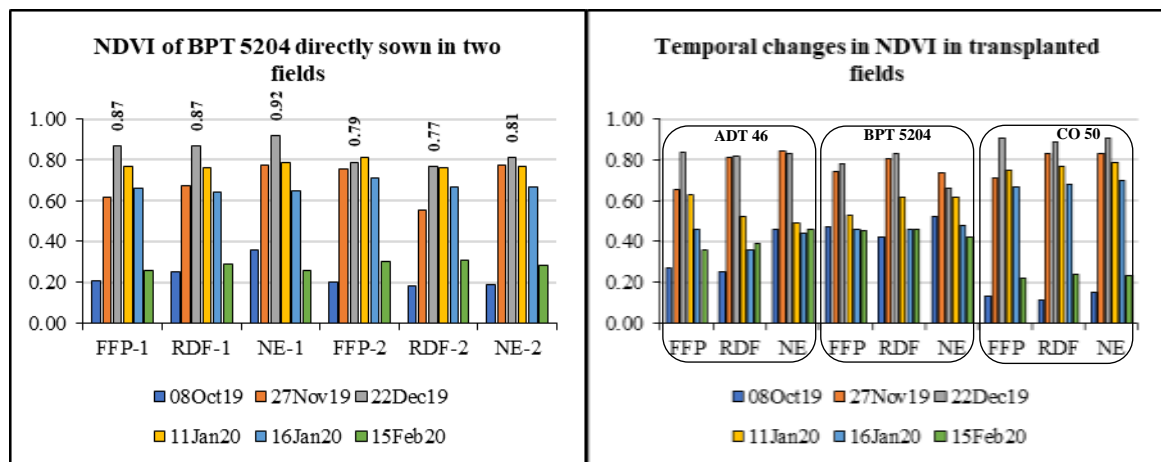 NDVI of BPT 5204 directly sown in two
fields
0.87
0.87
0.92
0.79
0.77
0.81
1.00
0.80
0.60
0.40
0.20
0.00
FFP-1 RDF-1 NE-1 FFP-2 RDF-2 NE-2
08Oct19 27Nov19 22Dec19
11Jan20 16Jan20 15Feb20
Temporal changes in NDVI in transplanted
fields
1.00
0.80
0.60
0.40
0.20
0.00
ADT 46 BPT 5204 CO 50
FFP RDF NE FFP RDF NE FFP RDF NE
08Oct19 27Nov19 22Dec19
11Jan20 16Jan20 15Feb20